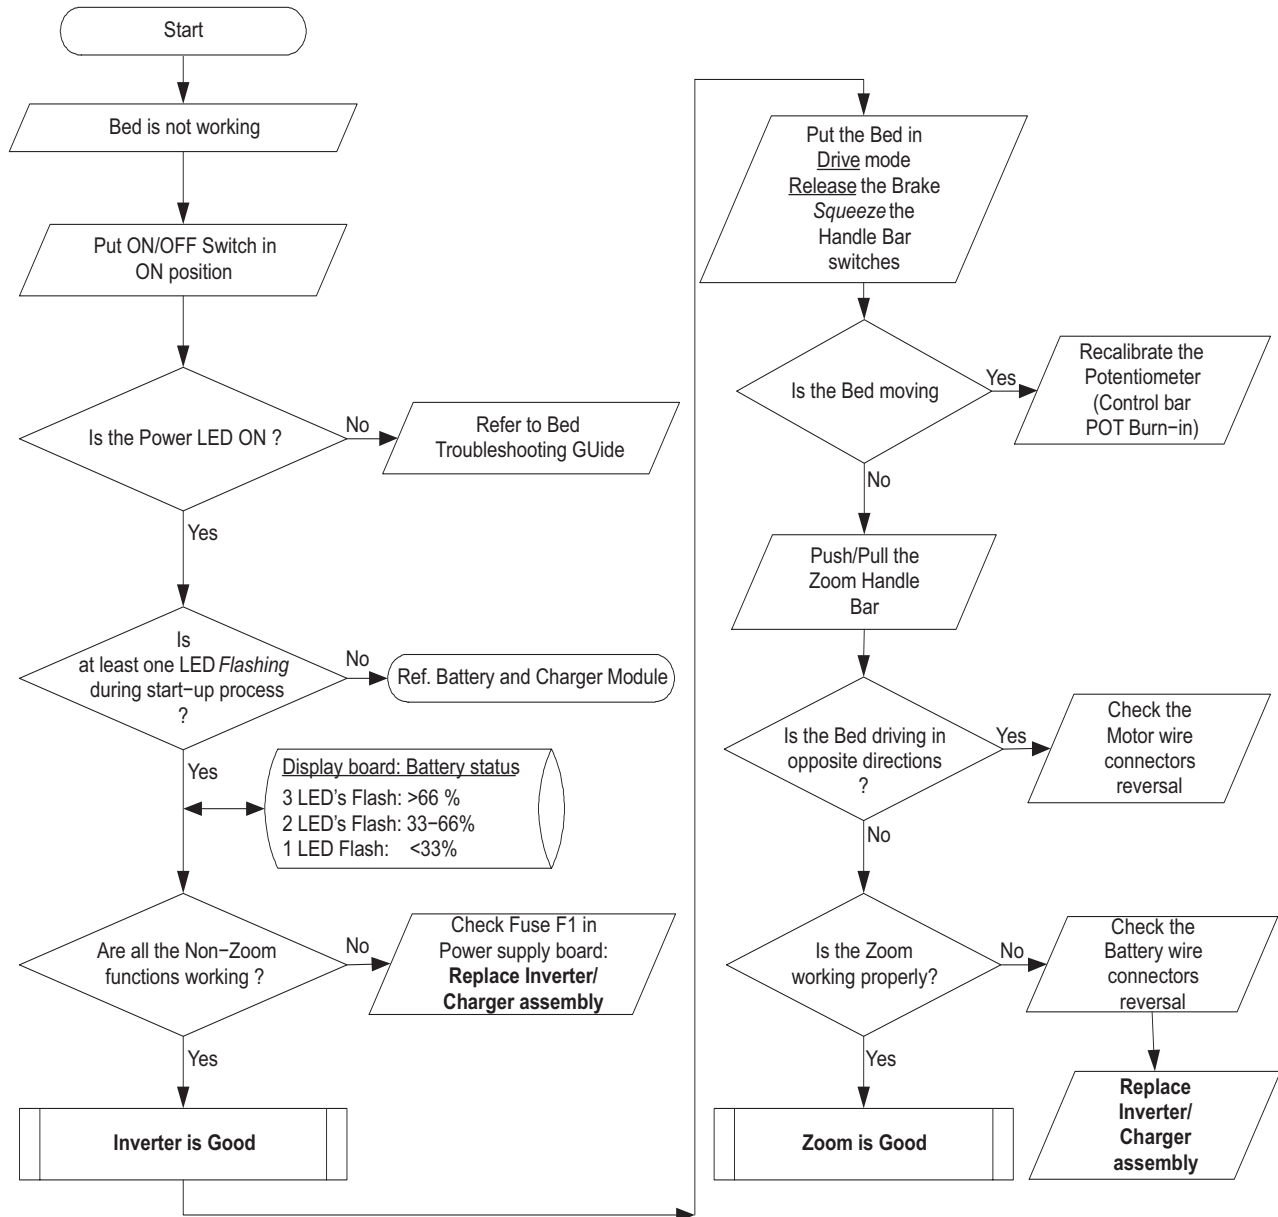 Start
Bed is not working
Put ON/OFF Switch in
ON position
Is the Power LED ON ?
No
Refer to Bed
Troubleshooting GUide
Yes
Is
at least one LED Flashing
during start−up process
?
No
Ref. Battery and Charger Module
Yes
Display board: Battery status
3 LED's Flash: >66 %
2 LED's Flash: 33−66%
1 LED Flash: <33%
Are all the Non−Zoom
functions working ?
No
Check Fuse F1 in
Power supply board:
Replace Inverter/
Charger assembly
Yes
Inverter is Good
Put the Bed in
Drive mode
Release the Brake
Squeeze the
Handle Bar
switches
Is the Bed moving
Yes
Recalibrate the
Potentiometer
(Control bar
POT Burn−in)
No
Push/Pull the
Zoom Handle
Bar
Is the Bed driving in
opposite directions
?
Yes
Check the
Motor wire
connectors
reversal
No
Is the Zoom
working properly?
No
Check the
Battery wire
connectors
reversal
Yes
Replace
Inverter/
Charger
assembly
Zoom is Good